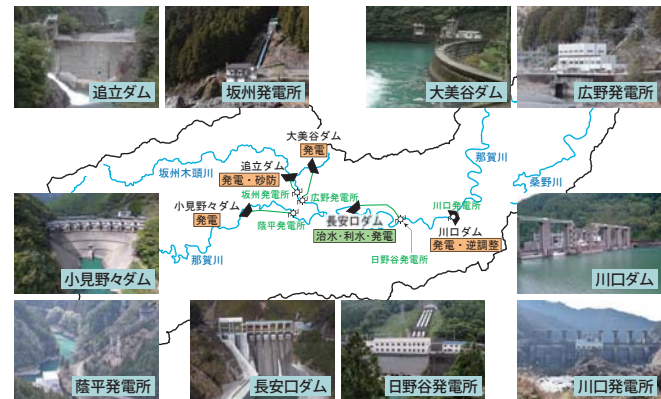 追立ダム
坂州発電所
大美谷ダム
広野発電所
大美谷ダム
発電
那賀川
坂州木頭川
追立ダム
発電・砂防
桑野川
坂州発電所
広野発電所
小見野々ダム
発電
川口発電所
長安口ダム
蔭平発電所
川口ダム
治水・利水・発電
発電・逆調整
那賀川
日野谷発電所
小見野々ダム
川口ダム
蔭平発電所
長安口ダム
日野谷発電所
川口発電所